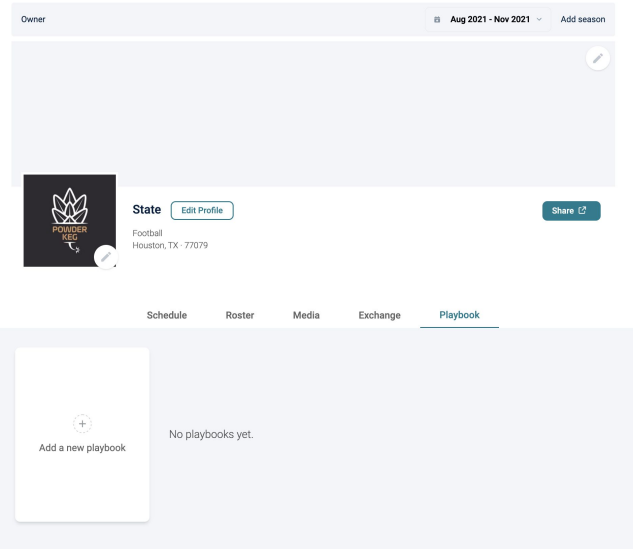 Owner
Aug 2021 - Nov 2021
Add season
POWDER
KEG
State
Edit Profile
Share
Football
Houston, TX · 77079
Schedule
Roster
Media
Exchange
Playbook
Add a new playbook
No playbooks yet.